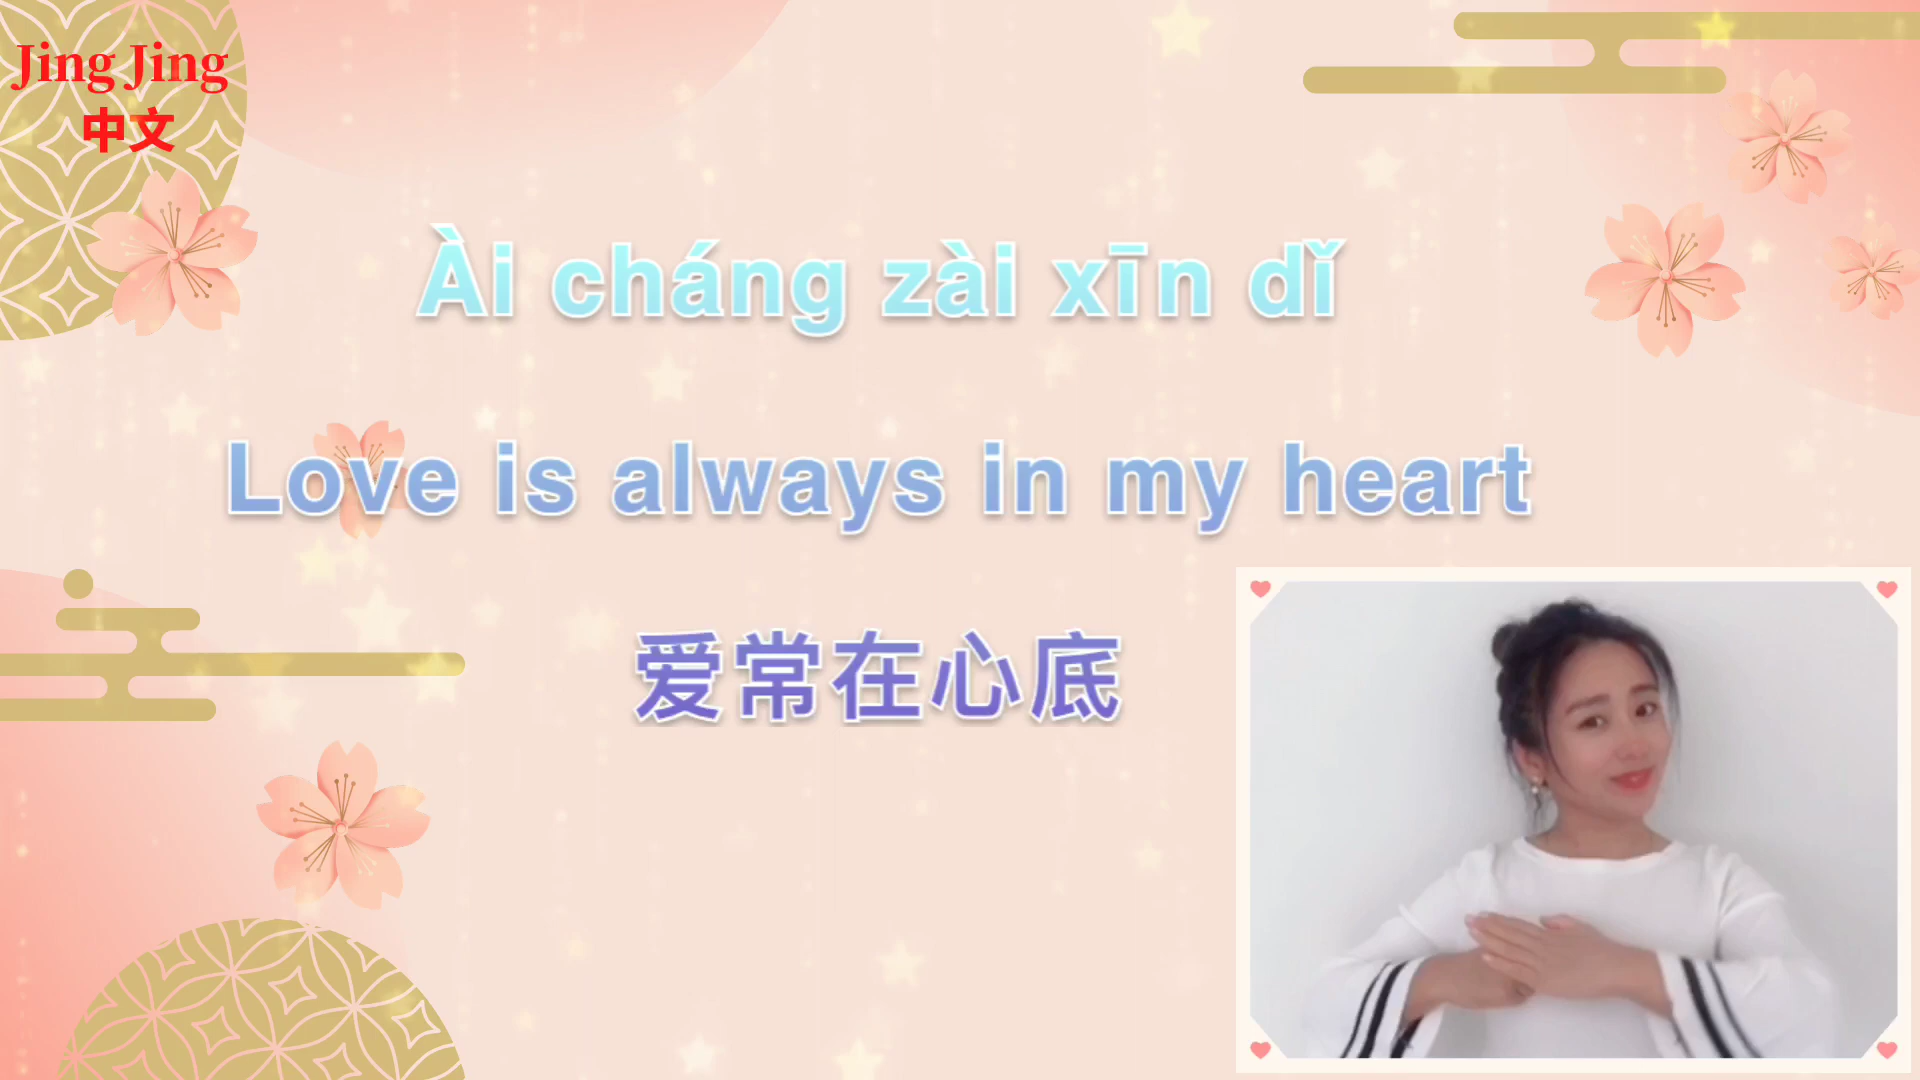 Jing Jing
中文
Ài cháng zài xīn dǐ
Love is always in my heart
爱常在心底